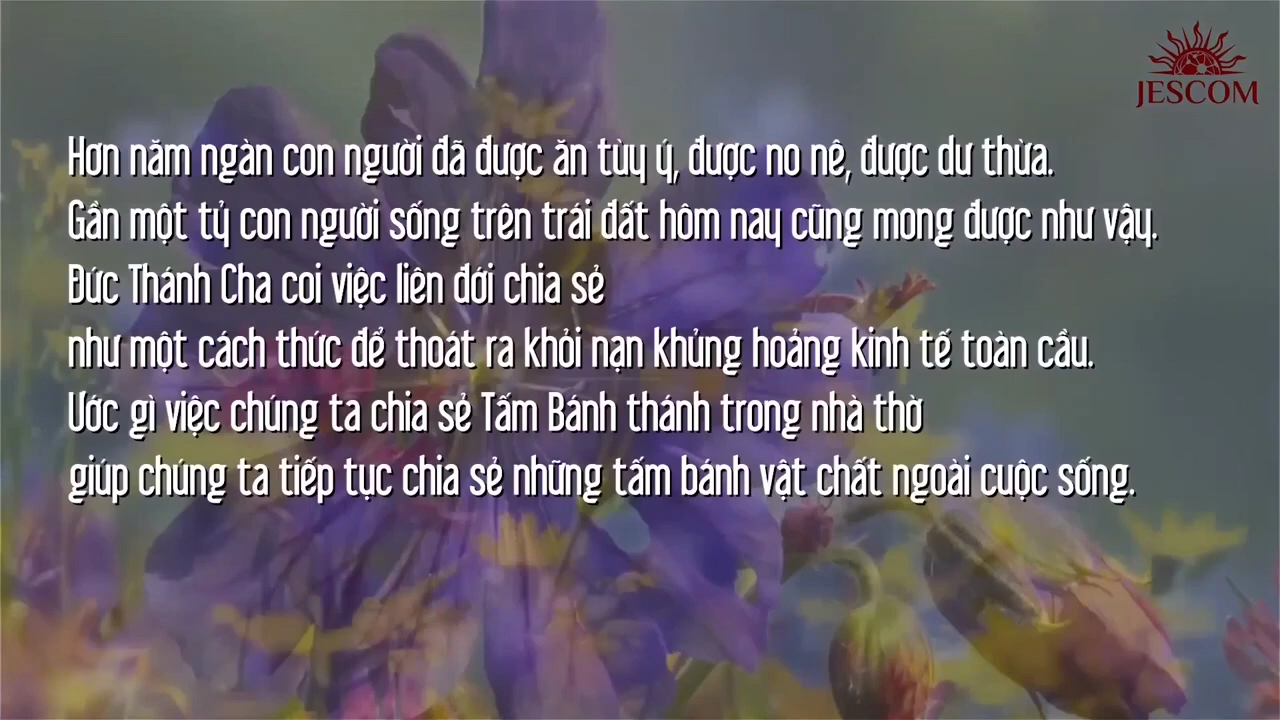 JESCOM
Hơn năm ngàn con người đã được ăn tùy ý, được no nê, được dư thừa.
Gần một tỷ con người sống trên trái đất hôm nay cũng mong được như vậy.
Đức Thánh Cha coi việc liên đới chia sẻ
như một cách thức để thoát ra khỏi nạn khủng hoảng kinh tế toàn cầu.
Ước gì việc chúng ta chia sẻ Tấm Bánh thánh trong nhà thờ
giúp chúng ta tiếp tục chia sẻ những tấm bánh vật chất ngoài cuộc sống.